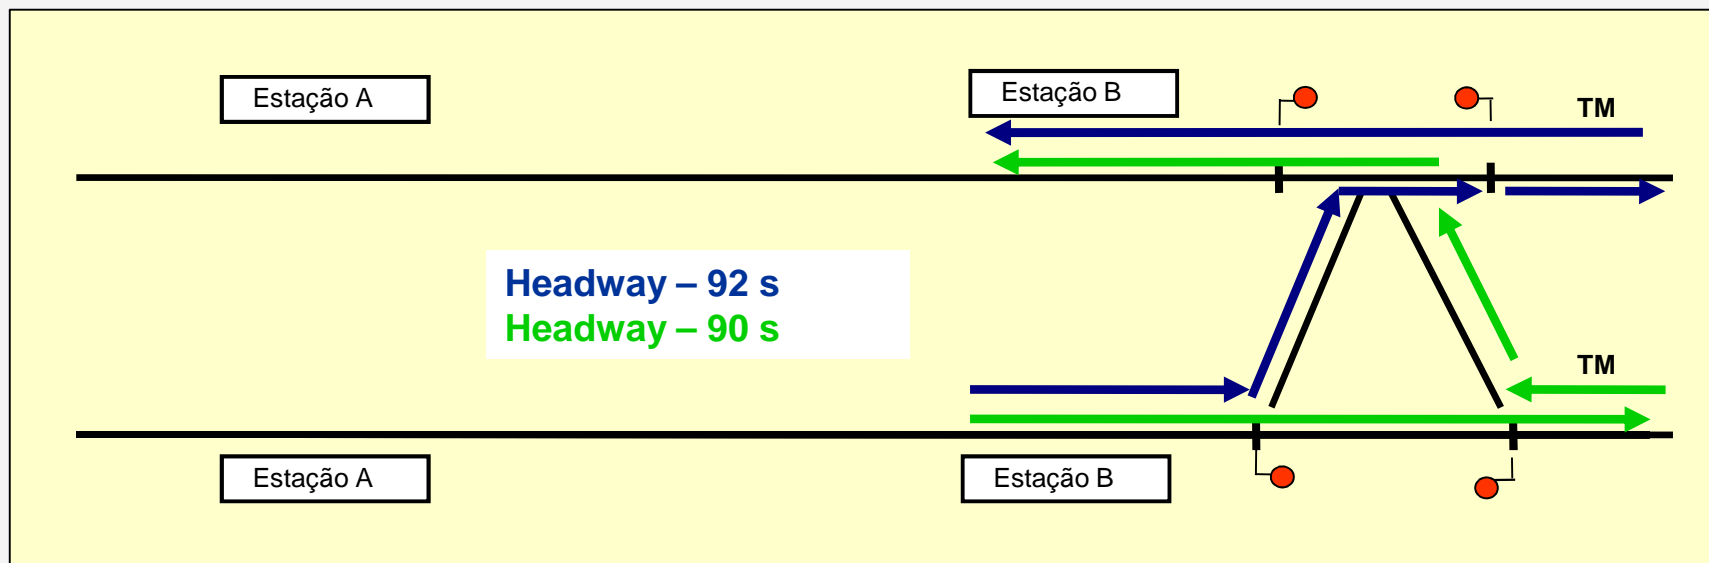 Estação A
Estação B
TM
Headway – 92 s
Headway – 90 s
TM
Estação A
Estação B